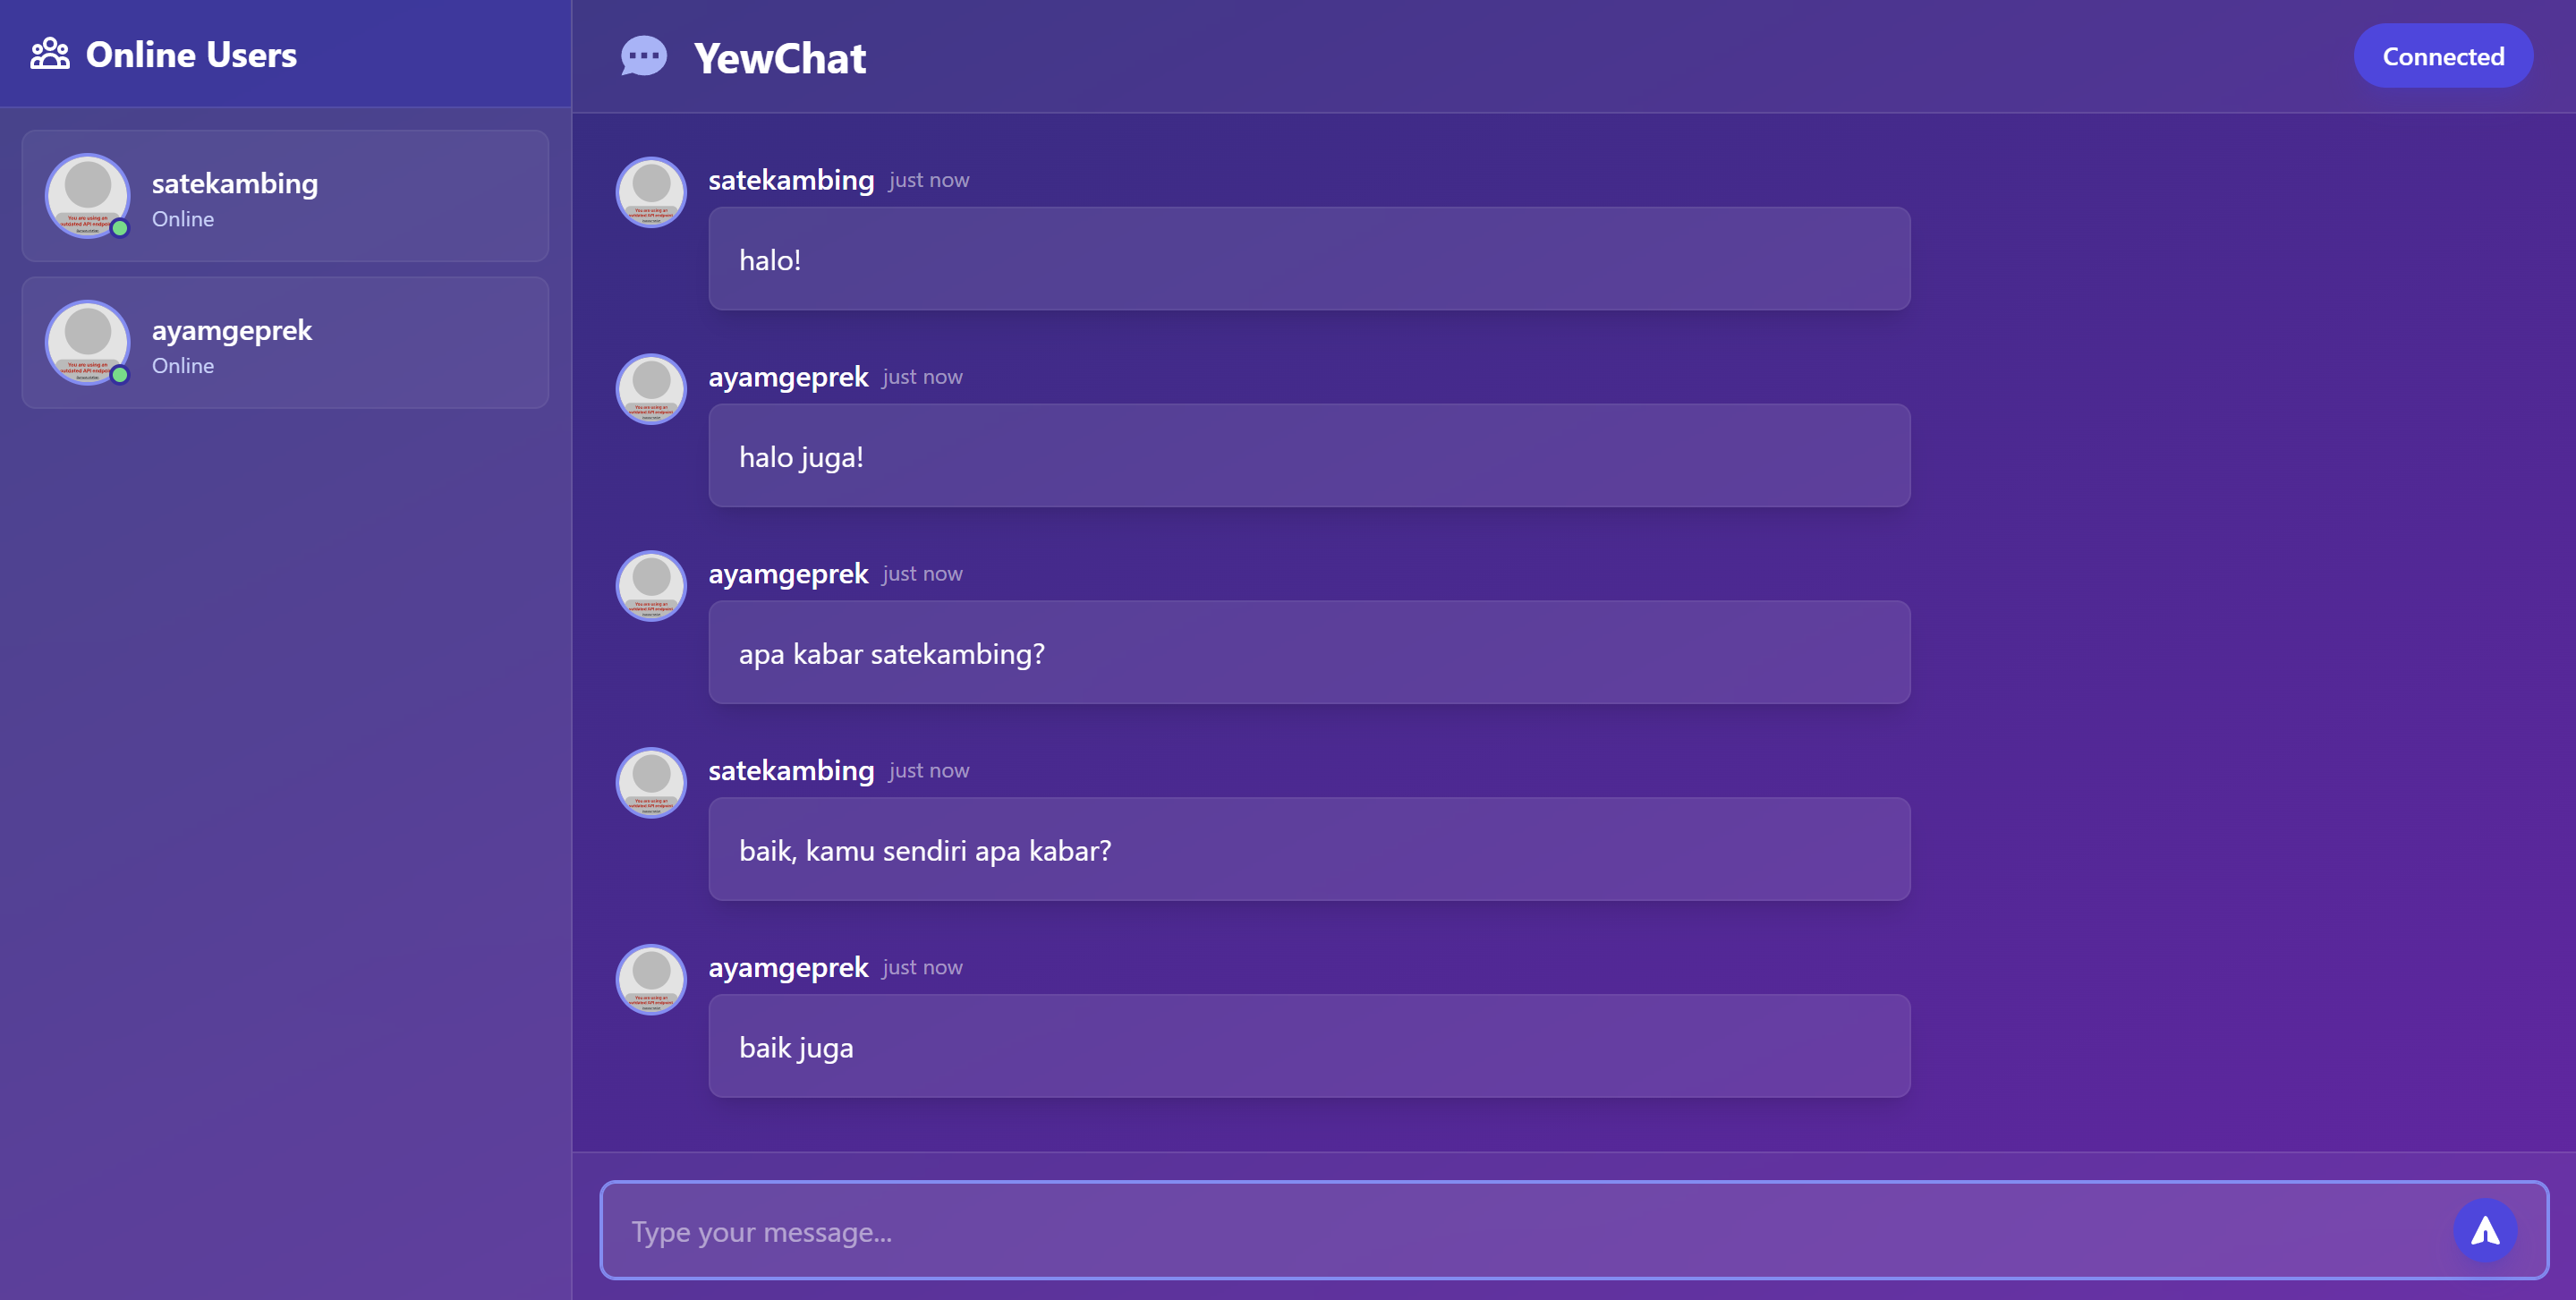 Online Users
satekambing
Online
ayamgeprek
Online
YewChat
Connected
satekambing just now
halo!
ayamgeprek just now
halo juga!
ayamgeprek just now
apa kabar satekambing?
satekambing just now
baik, kamu sendiri apa kabar?
ayamgeprek just now
baik juga
Type your message...